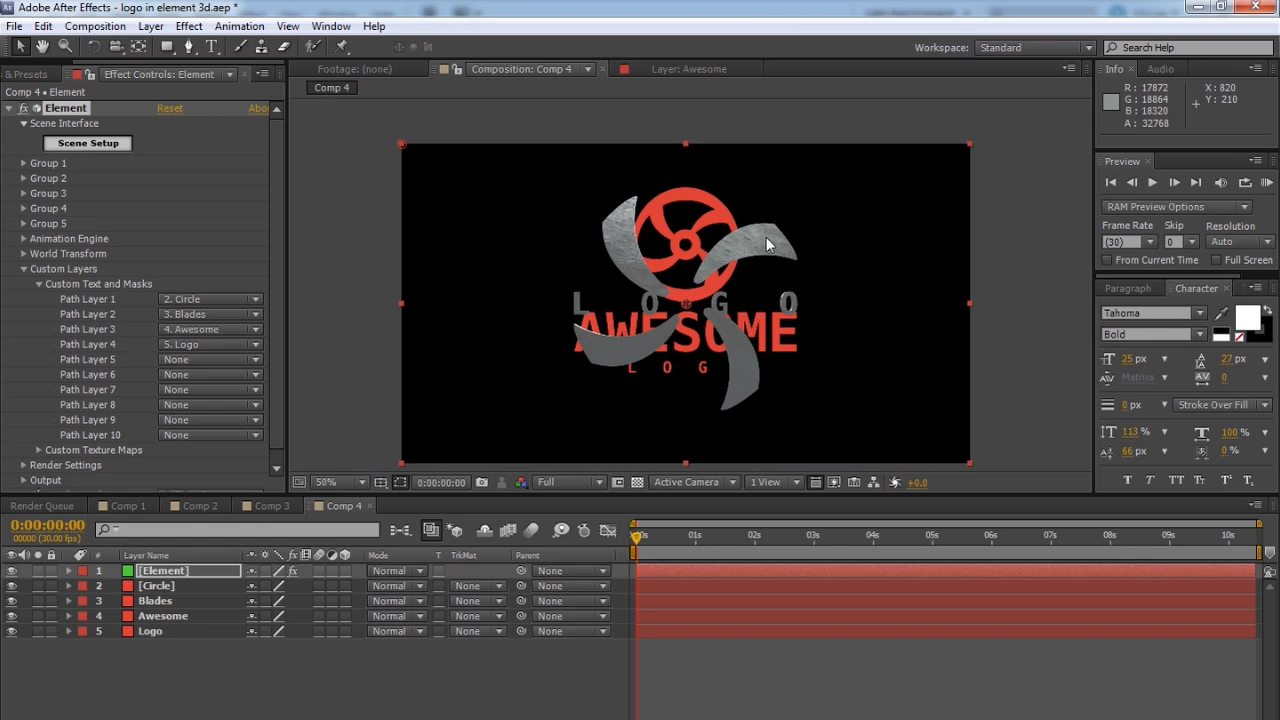 Adobe After Effects - logo in element 3d.aep *
File Edit Composition Layer Effect Animation View Window Help
Workspace: Standard Search Help
& Presets Effect Controls: Element Footage: (none) Composition: Comp 4 Layer: Awesome Info Audio
Comp 4 • Element Comp 4
R: 17872 X: 820
G: 18864 Y: 210
B: 18320
A: 32768
fx Element Reset Abo
Scene Interface
Scene Setup
Group 1
Group 2
Group 3
Group 4
Group 5
Animation Engine
World Transform
Custom Layers
Custom Text and Masks
Path Layer 1 2. Circle
Path Layer 2 3. Blades
Path Layer 3 4. Awesome
Path Layer 4 5. Logo
Path Layer 5 None
Path Layer 6 None
Path Layer 7 None
Path Layer 8 None
Path Layer 9 None
Path Layer 10 None
Custom Texture Maps
Render Settings
Output
L O G O
AWESOME
L O G
50% 0:00:00:00 Full Active Camera 1 View +0.0
Preview
RAM Preview Options
Frame Rate Skip Resolution
(30) 0 Auto
From Current Time Full Screen
Paragraph Character
Tahoma
Bold
25 px 27 px
Metrics 0
0 px Stroke Over Fill
113 % 100 %
66 px 0 %
T T TT Tt T¹ T₁
Render Queue Comp 1 Comp 2 Comp 3 Comp 4
0:00:00:00
00000 (30.00 fps)
01s 02s 03s 04s 05s 06s 07s 08s 09s 10s
# Layer Name fx Mode T TrkMat Parent
1 [Element] fx Normal None
2 [Circle] Normal None None
3 Blades Normal None None
4 Awesome Normal None None
5 Logo Normal None None